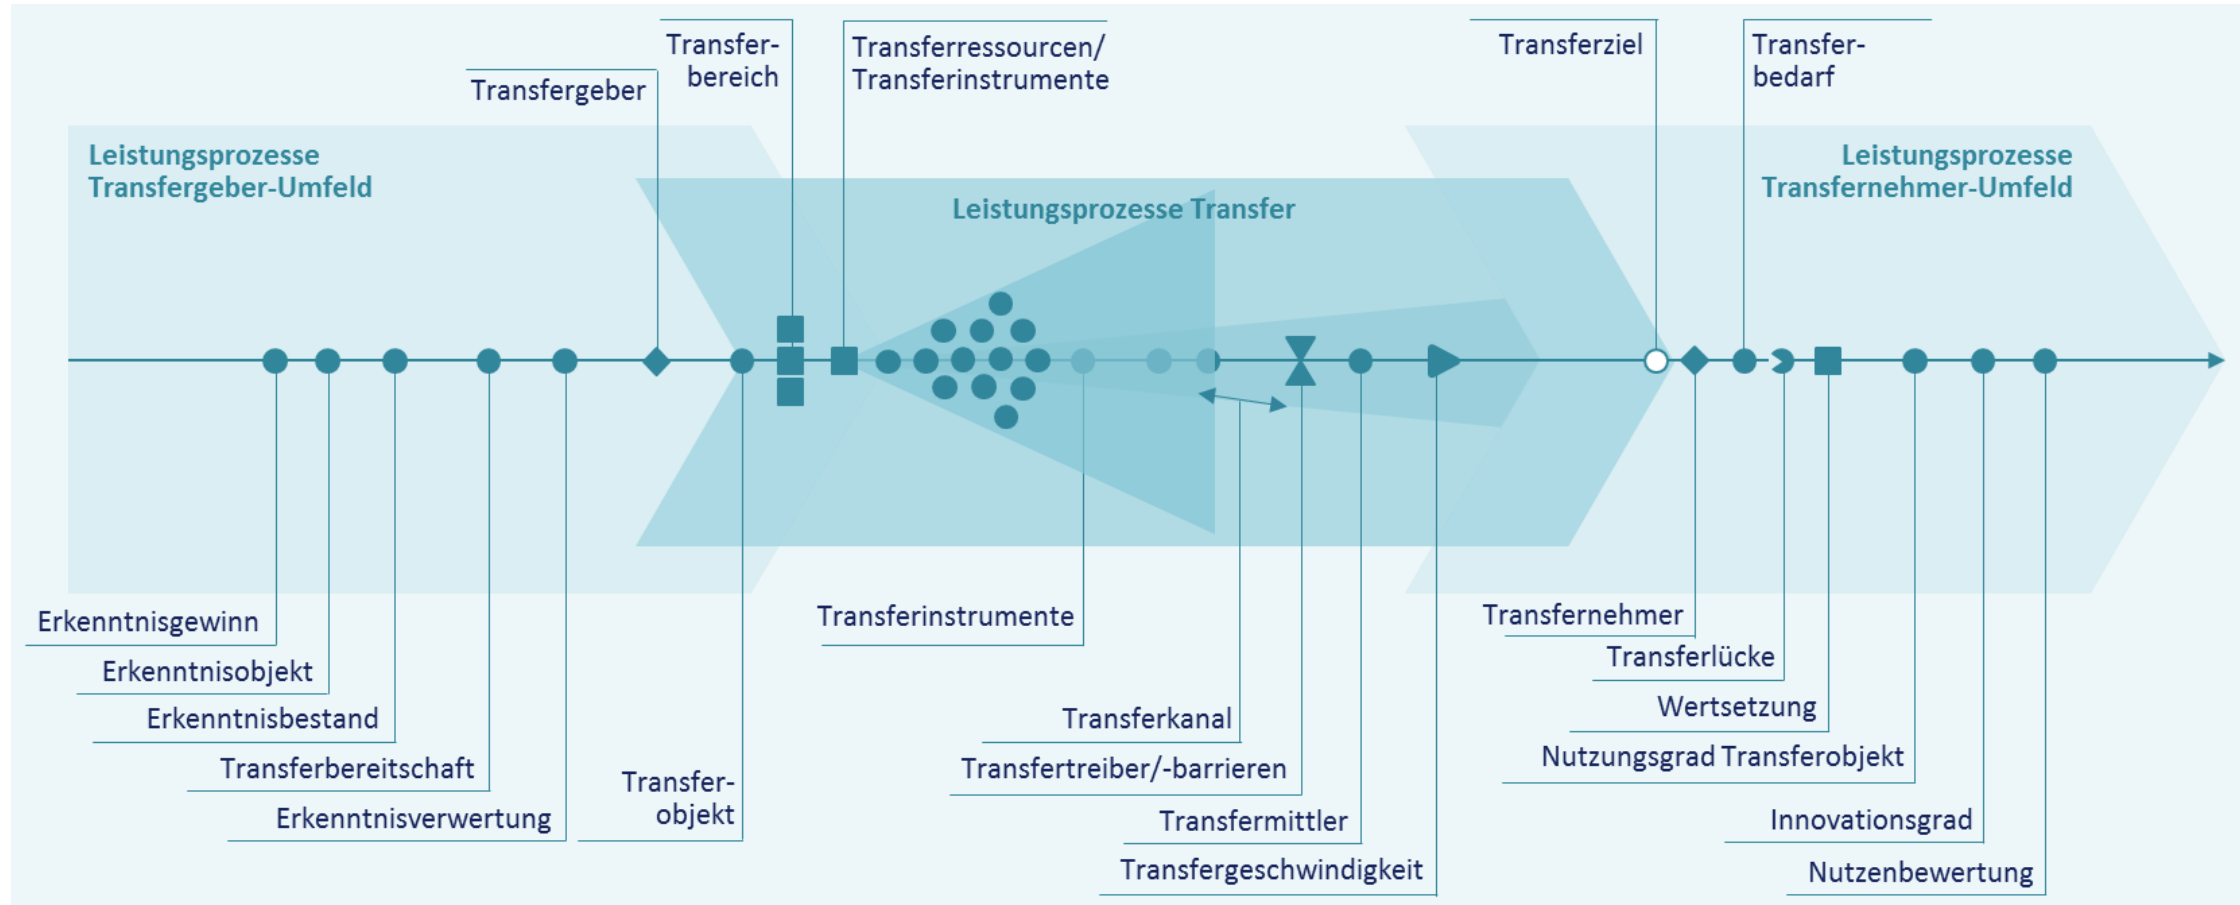 Transfer-
bereich
Transferressourcen/
Transferinstrumente
Transferziel
Transfer-
bedarf
Transfergeber
Leistungsprozesse
Transfergeber-Umfeld
Leistungsprozesse Transfer
Leistungsprozesse
Transfernehmer-Umfeld
Erkenntnisgewinn
Erkenntnisobjekt
Erkenntnisbestand
Transferbereitschaft
Erkenntnisverwertung
Transfer-
objekt
Transferinstrumente
Transferkanal
Transfertreiber/-barrieren
Transfermittler
Transfergeschwindigkeit
Transfernehmer
Transferlücke
Wertsetzung
Nutzungsgrad Transferobjekt
Innovationsgrad
Nutzenbewertung